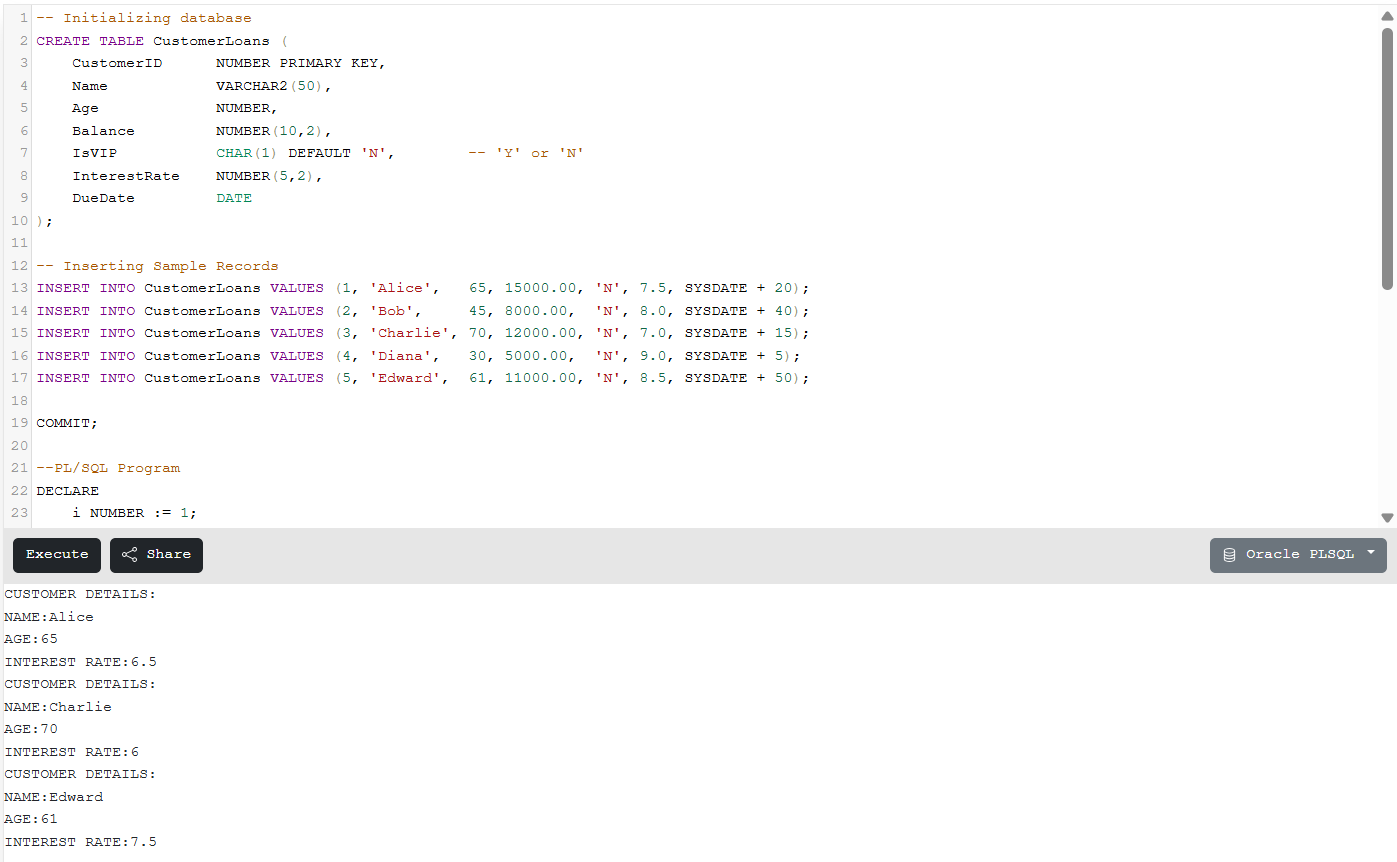 1 -- Initializing database
2 CREATE TABLE CustomerLoans (
3     CustomerID      NUMBER PRIMARY KEY,
4     Name            VARCHAR2(50),
5     Age             NUMBER,
6     Balance         NUMBER(10,2),
7     IsVIP           CHAR(1) DEFAULT 'N',        -- 'Y' or 'N'
8     InterestRate    NUMBER(5,2),
9     DueDate         DATE
10 );
11
12 -- Inserting Sample Records
13 INSERT INTO CustomerLoans VALUES (1, 'Alice',   65, 15000.00, 'N', 7.5, SYSDATE + 20);
14 INSERT INTO CustomerLoans VALUES (2, 'Bob',     45, 8000.00,  'N', 8.0, SYSDATE + 40);
15 INSERT INTO CustomerLoans VALUES (3, 'Charlie', 70, 12000.00, 'N', 7.0, SYSDATE + 15);
16 INSERT INTO CustomerLoans VALUES (4, 'Diana',   30, 5000.00,  'N', 9.0, SYSDATE + 5);
17 INSERT INTO CustomerLoans VALUES (5, 'Edward',  61, 11000.00, 'N', 8.5, SYSDATE + 50);
18
19 COMMIT;
20
21 --PL/SQL Program
22 DECLARE
23     i NUMBER := 1;
Execute Share Oracle PLSQL
CUSTOMER DETAILS:
NAME:Alice
AGE:65
INTEREST RATE:6.5
CUSTOMER DETAILS:
NAME:Charlie
AGE:70
INTEREST RATE:6
CUSTOMER DETAILS:
NAME:Edward
AGE:61
INTEREST RATE:7.5